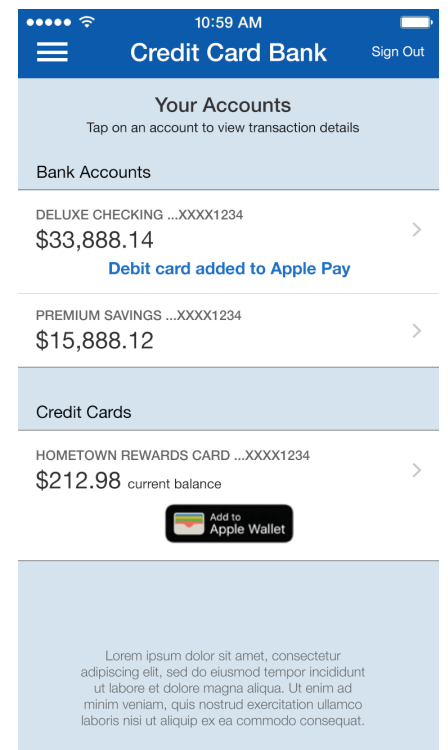 10:59 AM
Credit Card Bank
Sign Out
Your Accounts
Tap on an account to view transaction details
Bank Accounts
DELUXE CHECKING ...XXXX1234
$33,888.14
Debit card added to Apple Pay
PREMIUM SAVINGS ...XXXX1234
$15,888.12
Credit Cards
HOMETOWN REWARDS CARD ...XXXX1234
$212.98 current balance
Add to
Apple Wallet
Lorem ipsum dolor sit amet, consectetur
adipiscing elit, sed do eiusmod tempor incididunt
ut labore et dolore magna aliqua. Ut enim ad
minim veniam, quis nostrud exercitation ullamco
laboris nisi ut aliquip ex ea commodo consequat.